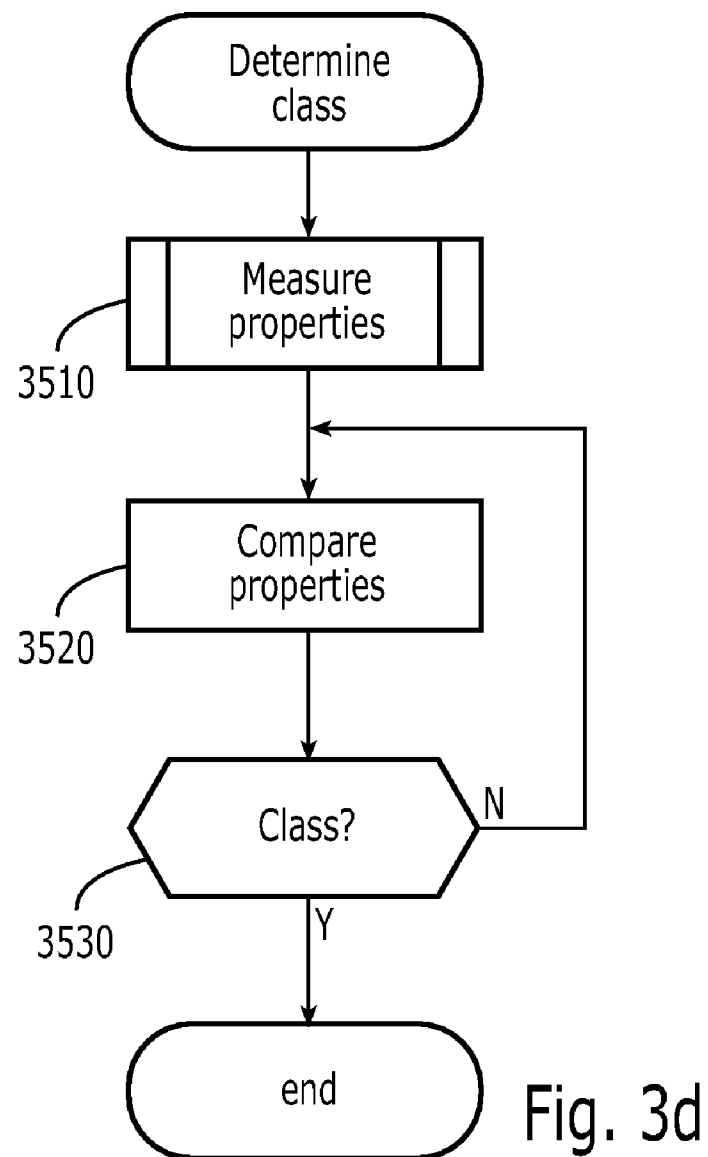 Determine
class
Measure
properties
3510
Compare
properties
3520
Class?
N
3530
Y
end
Fig. 3d